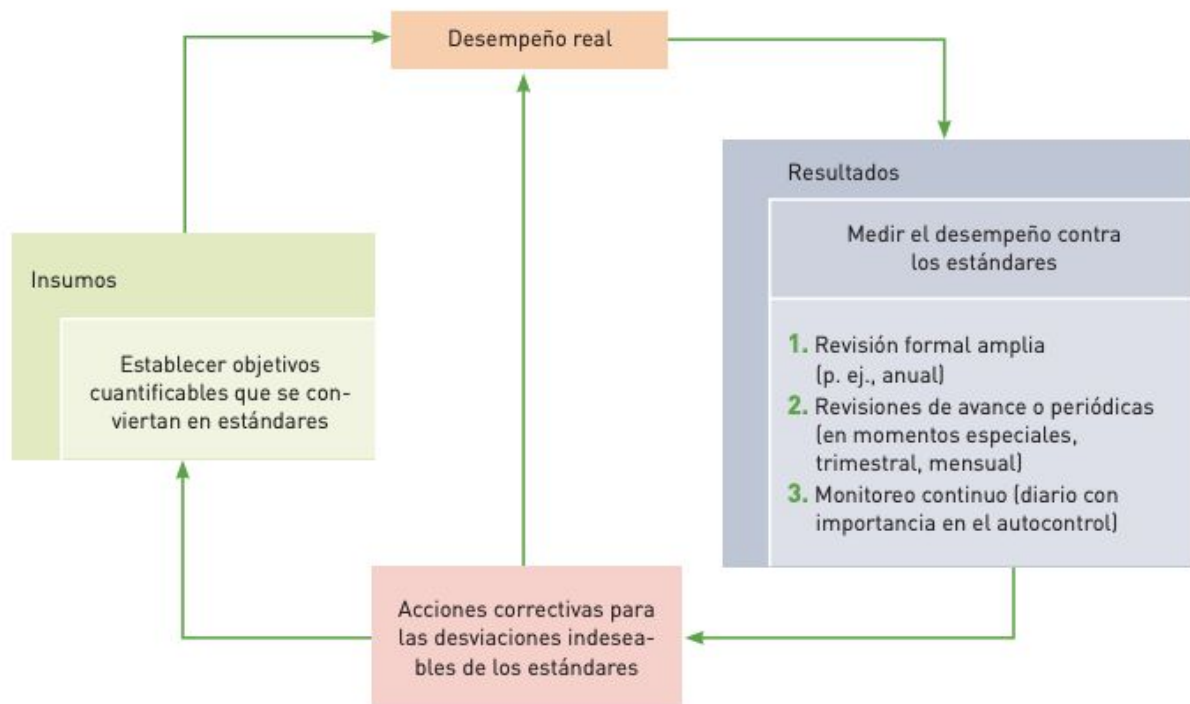 Desempeño real
Resultados
Medir el desempeño contra
los estándares
Insumos
Establecer objetivos
cuantificables que se con-
viertan en estándares
1. Revisión formal amplia
(p. ej., anual)
2. Revisiones de avance o periódicas
(en momentos especiales,
trimestral, mensual)
3. Monitoreo continuo (diario con
importancia en el autocontrol)
Acciones correctivas para
las desviaciones indesea-
bles de los estándares